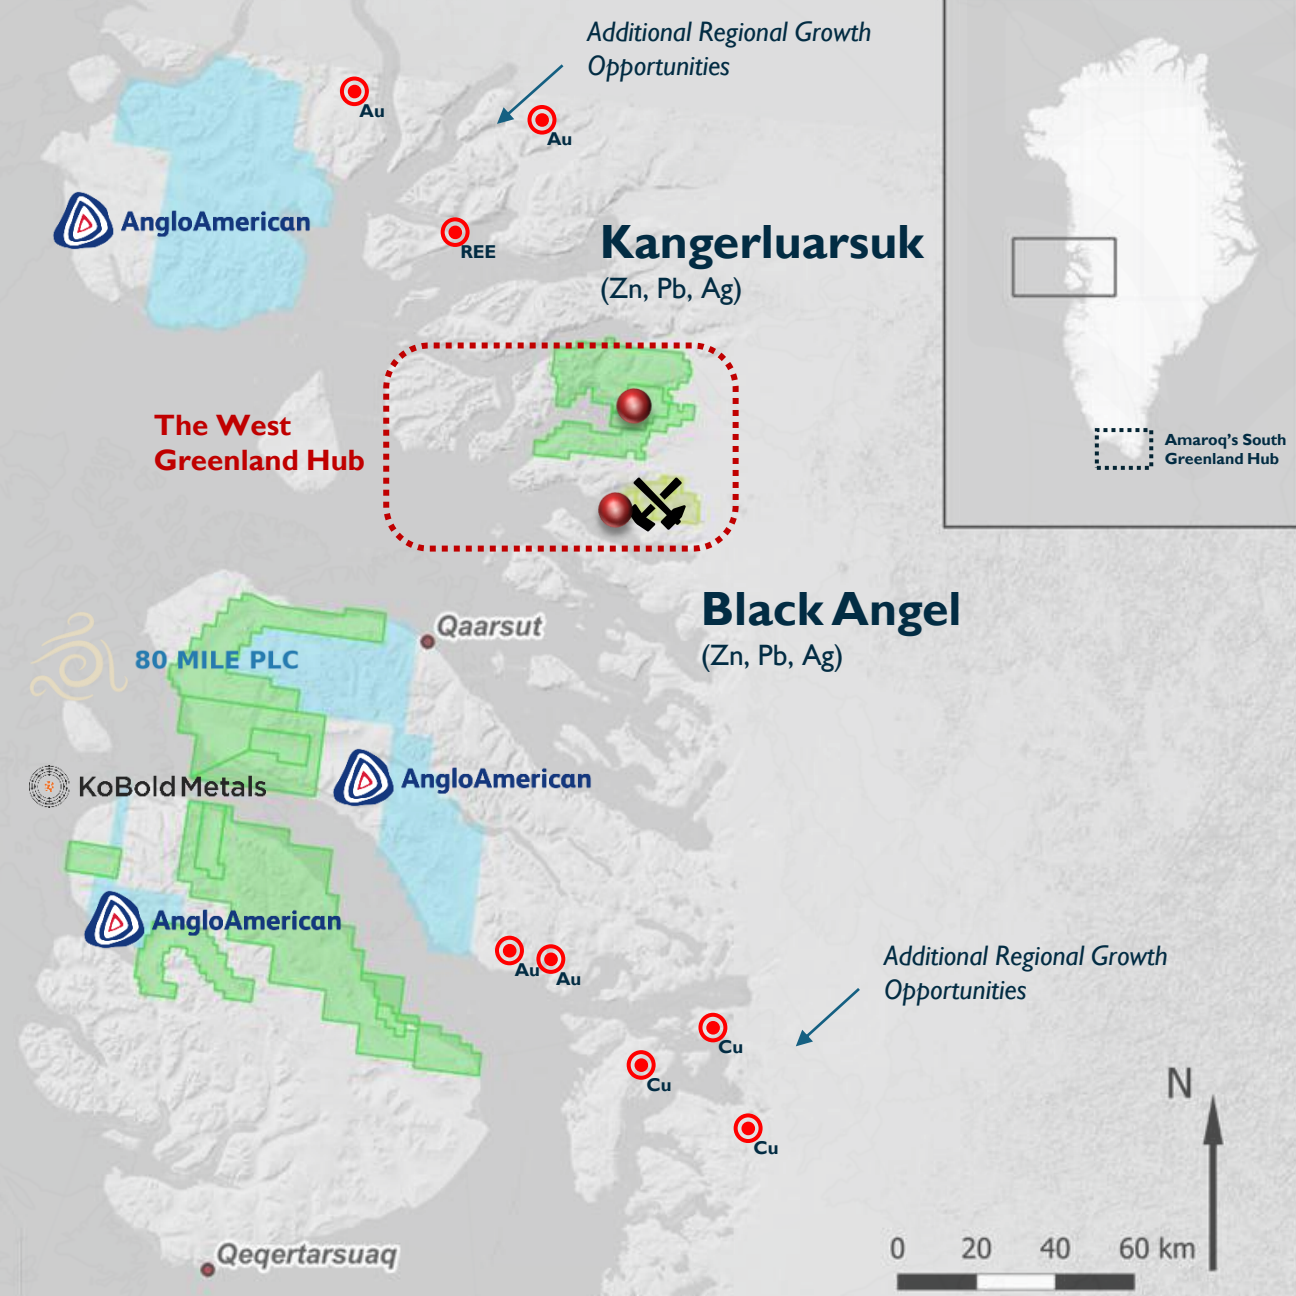 Additional Regional Growth
Opportunities
Au
Au
AngloAmerican
REE
Kangerluarsuk
(Zn, Pb, Ag)
The West
Greenland Hub
Amaroq's South
Greenland Hub
Black Angel
(Zn, Pb, Ag)
Qaarsut
80 MILE PLC
KoBold Metals
AngloAmerican
AngloAmerican
Au
Au
Additional Regional Growth
Opportunities
Cu
Cu
Cu
N
Qeqertarsuaq
0 20 40 60 km